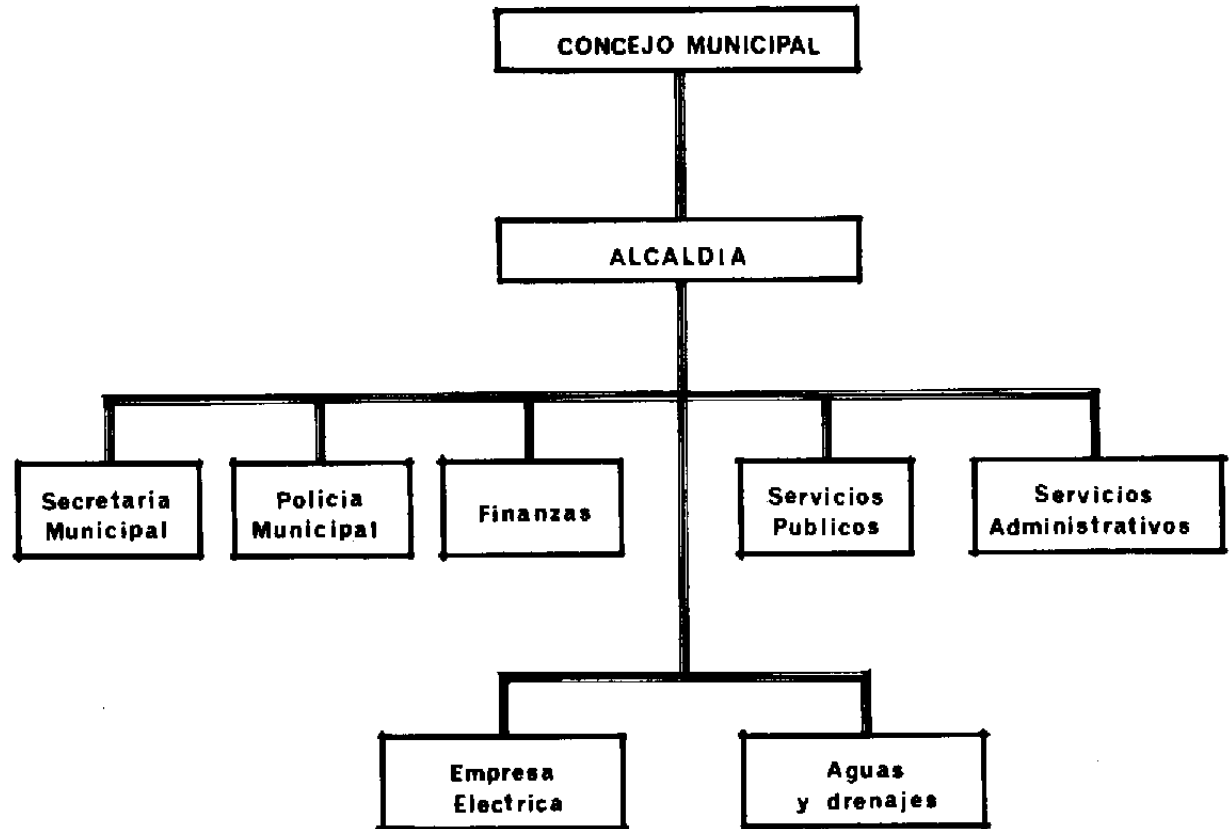 CONCEJO MUNICIPAL
ALCALDIA
Secretaria
Municipal
Policia
Municipal
Finanzas
Servicios
Publicos
Servicios
Administrativos
Empresa
Electrica
Aguas
y drenajes